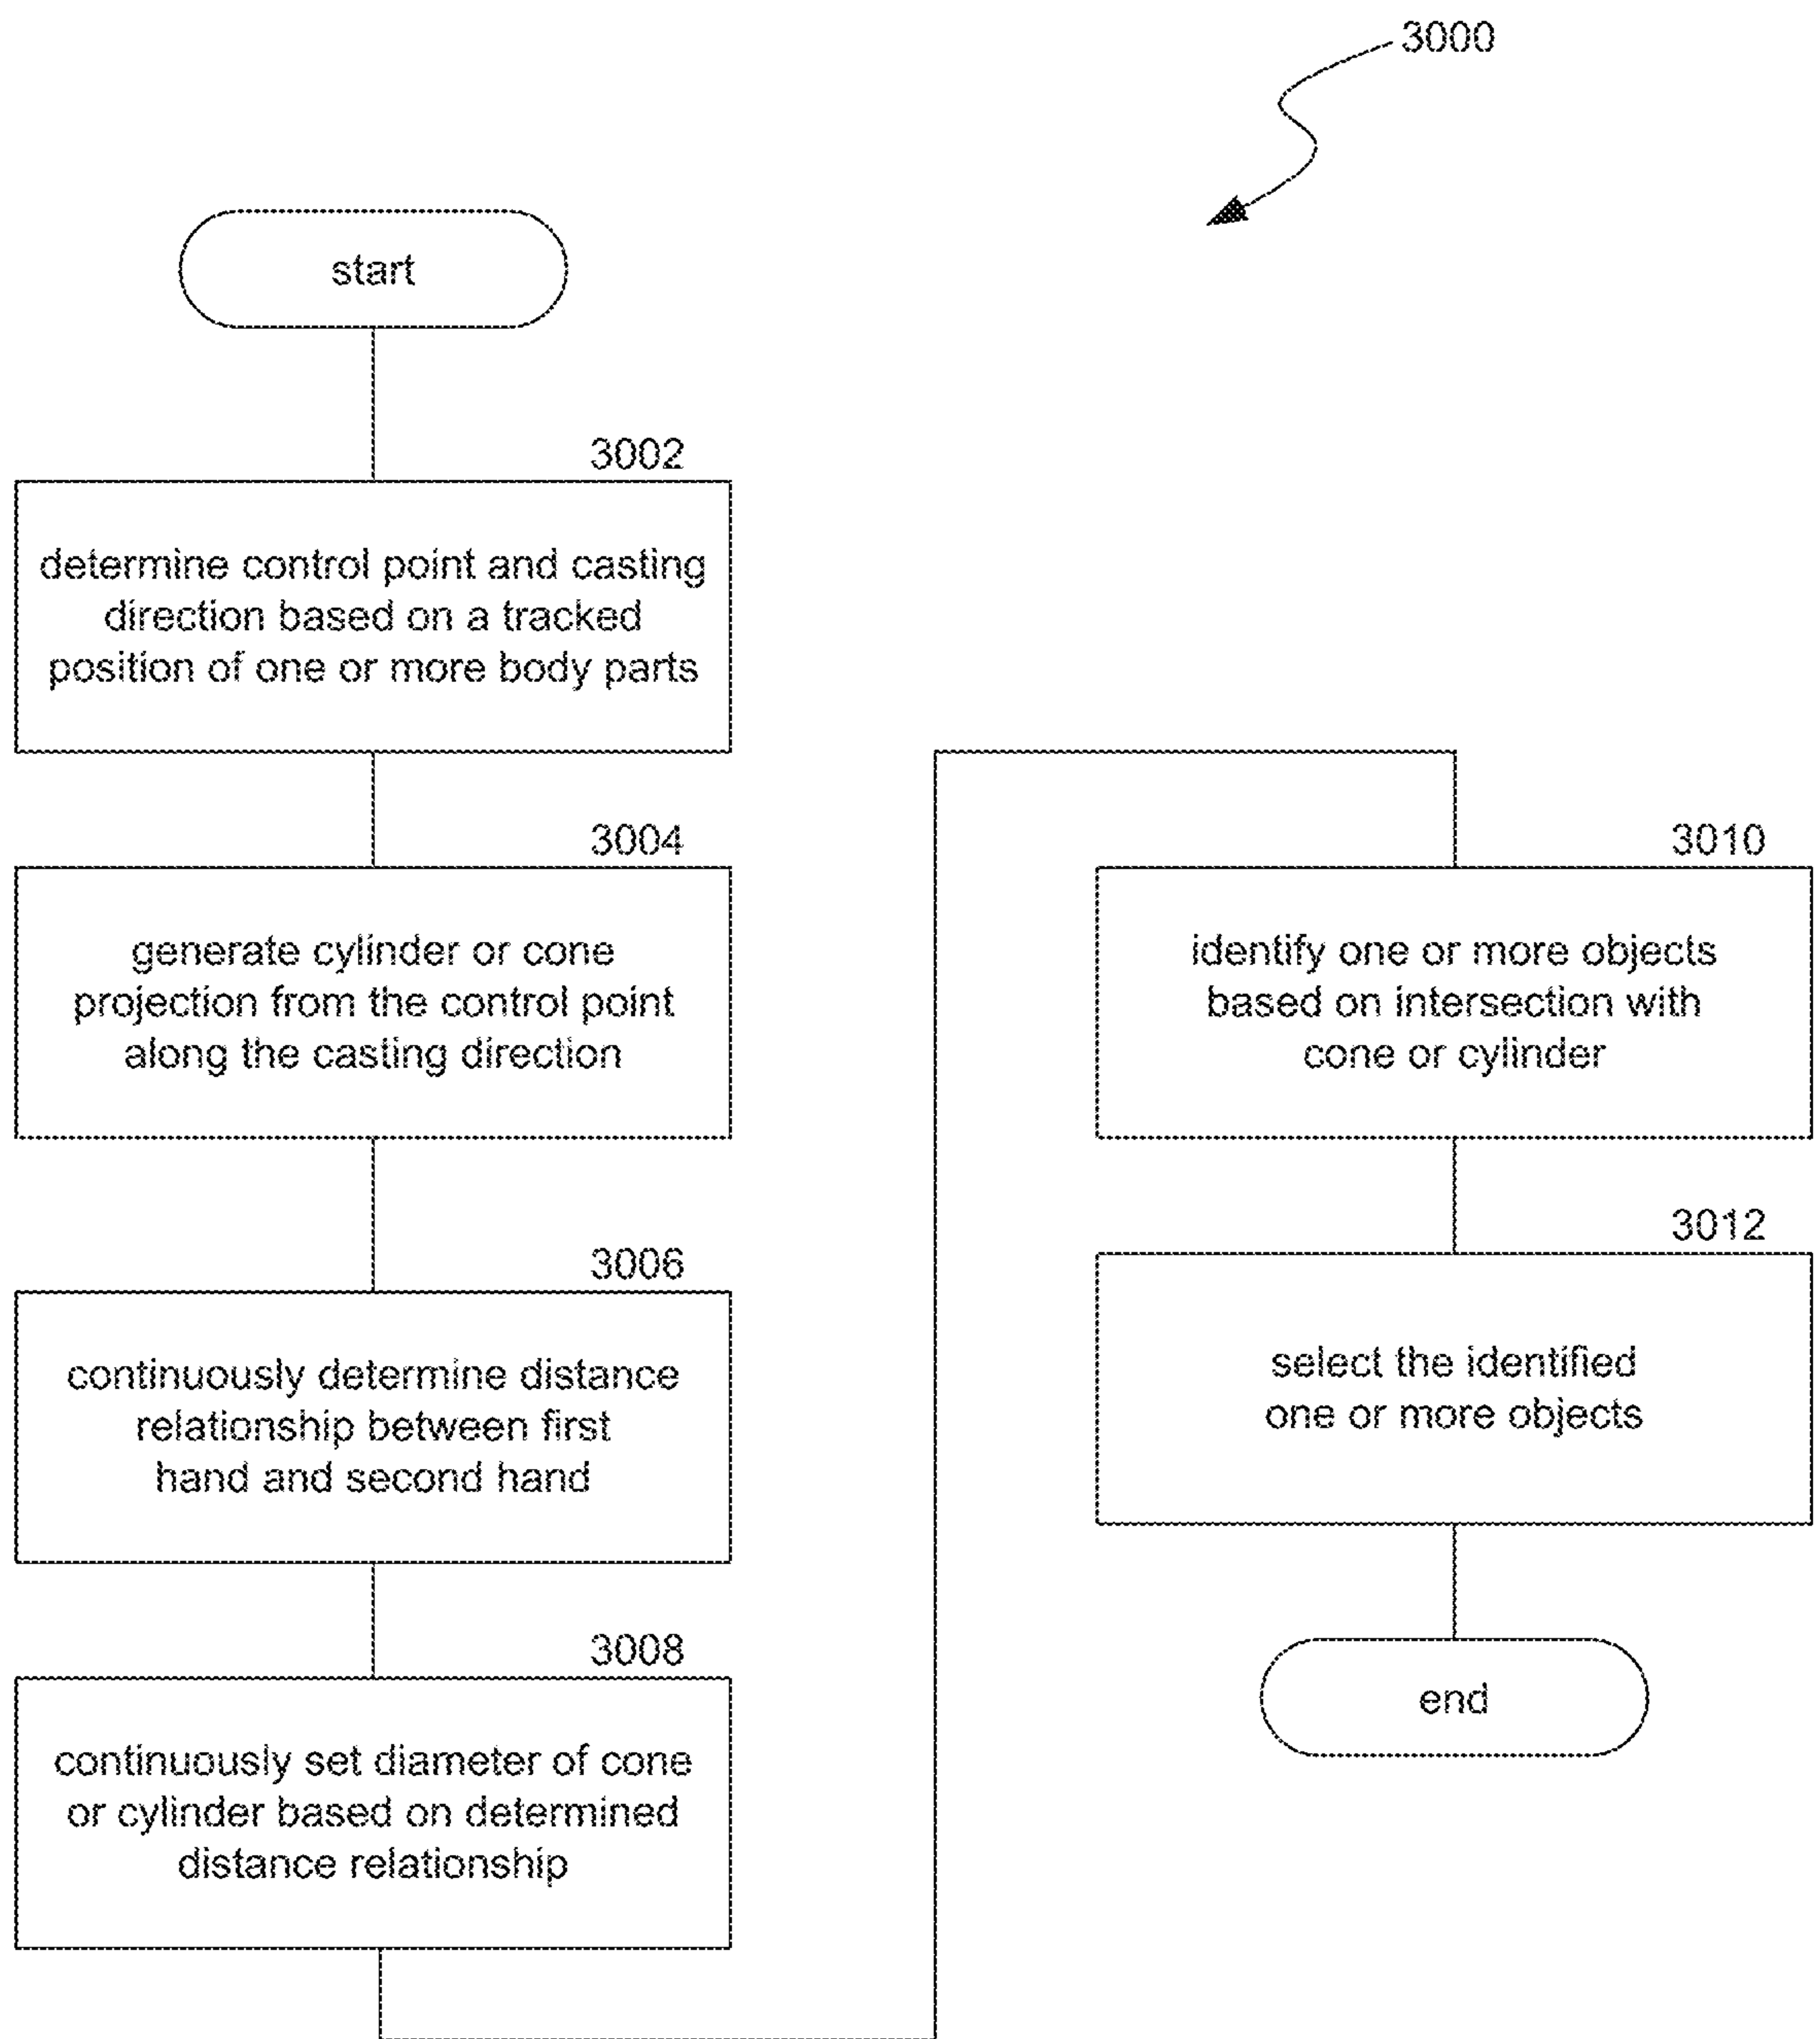 3000
start
3002
determine control point and casting
direction based on a tracked
position of one or more body parts
3004
generate cylinder or cone
projection from the control point
along the casting direction
3006
continuously determine distance
relationship between first
hand and second hand
3008
continuously set diameter of cone
or cylinder based on determined
distance relationship
3010
identify one or more objects
based on intersection with
cone or cylinder
3012
select the identified
one or more objects
end